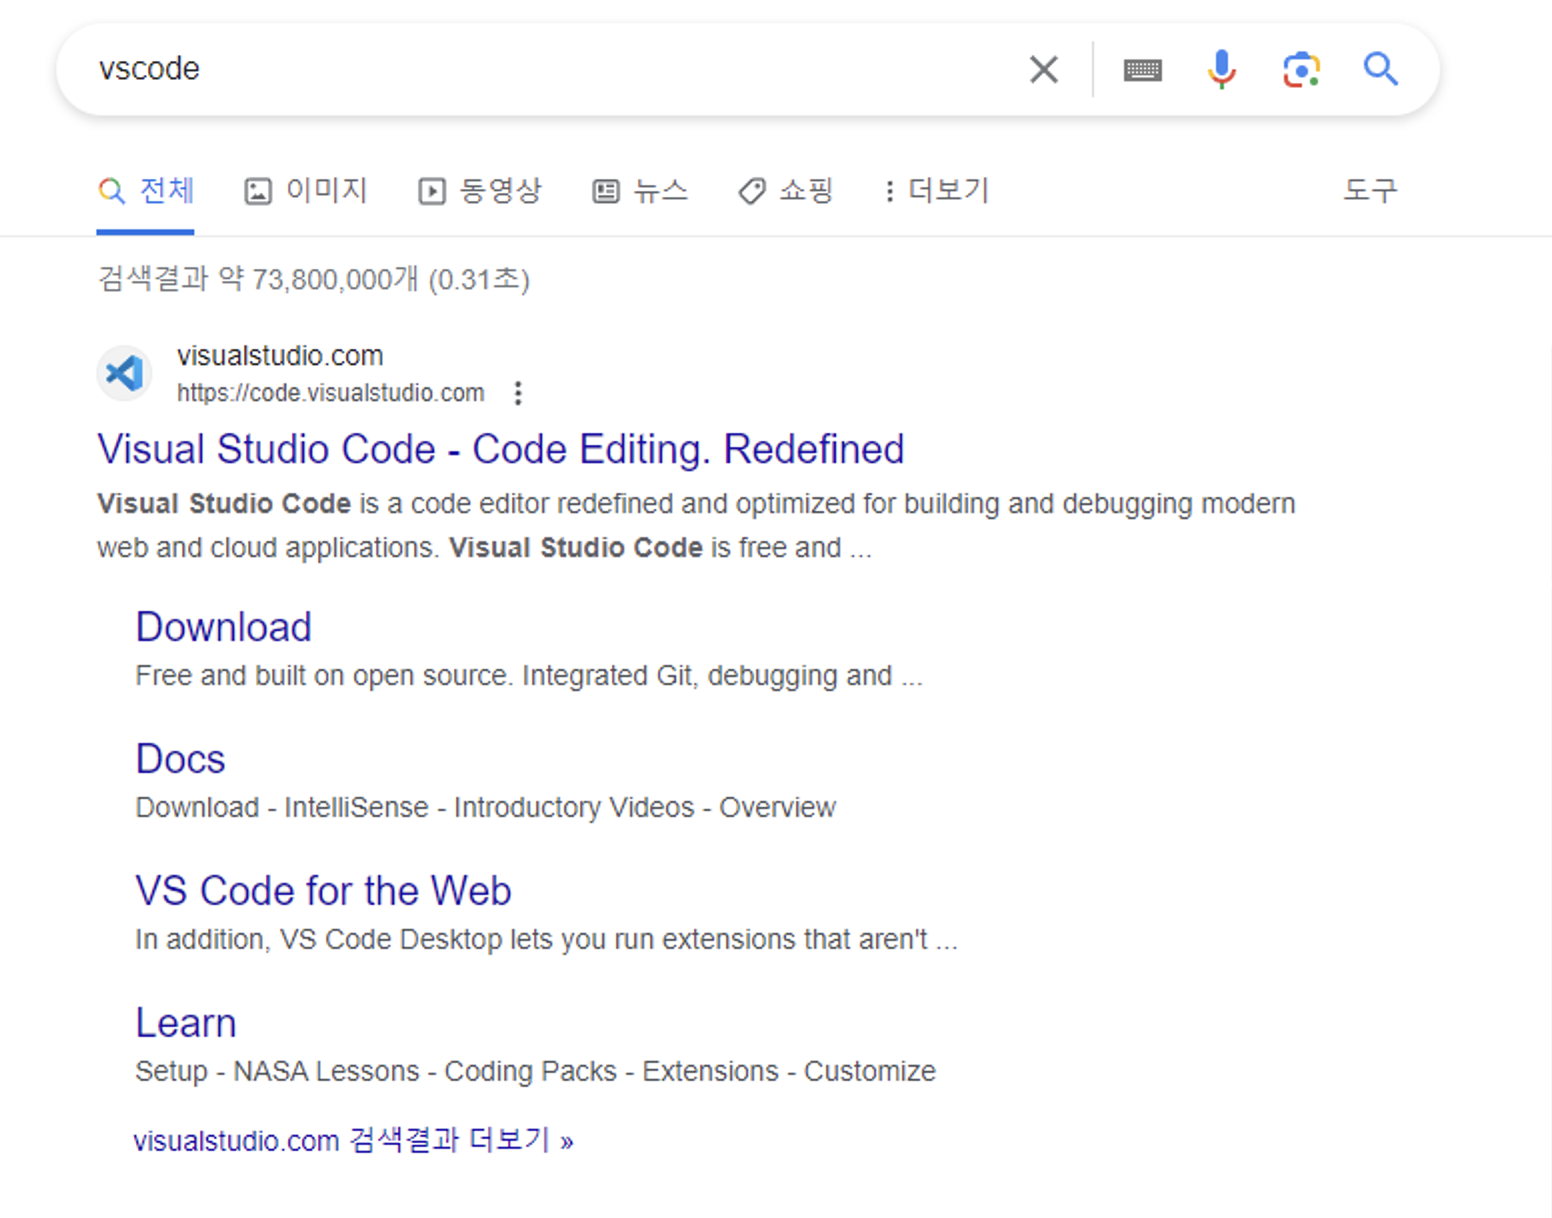 vscode
전체 이미지 동영상 뉴스 쇼핑 더보기 도구
검색결과 약 73,800,000개 (0.31초)
visualstudio.com
https://code.visualstudio.com
Visual Studio Code - Code Editing. Redefined
Visual Studio Code is a code editor redefined and optimized for building and debugging modern
web and cloud applications. Visual Studio Code is free and ...
Download
Free and built on open source. Integrated Git, debugging and ...
Docs
Download - IntelliSense - Introductory Videos - Overview
VS Code for the Web
In addition, VS Code Desktop lets you run extensions that aren't ...
Learn
Setup - NASA Lessons - Coding Packs - Extensions - Customize
visualstudio.com 검색결과 더보기 »